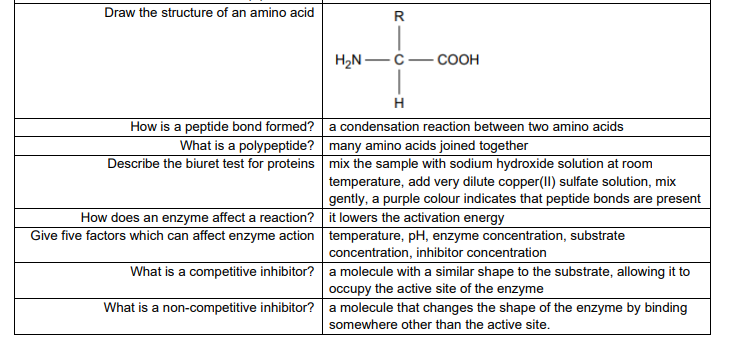 Draw the structure of an amino acid
R
H₂N — C — COOH
H
How is a peptide bond formed? a condensation reaction between two amino acids
What is a polypeptide? many amino acids joined together
Describe the biuret test for proteins mix the sample with sodium hydroxide solution at room
temperature, add very dilute copper(II) sulfate solution, mix
gently, a purple colour indicates that peptide bonds are present
How does an enzyme affect a reaction? it lowers the activation energy
Give five factors which can affect enzyme action temperature, pH, enzyme concentration, substrate
concentration, inhibitor concentration
What is a competitive inhibitor? a molecule with a similar shape to the substrate, allowing it to
occupy the active site of the enzyme
What is a non-competitive inhibitor? a molecule that changes the shape of the enzyme by binding
somewhere other than the active site.